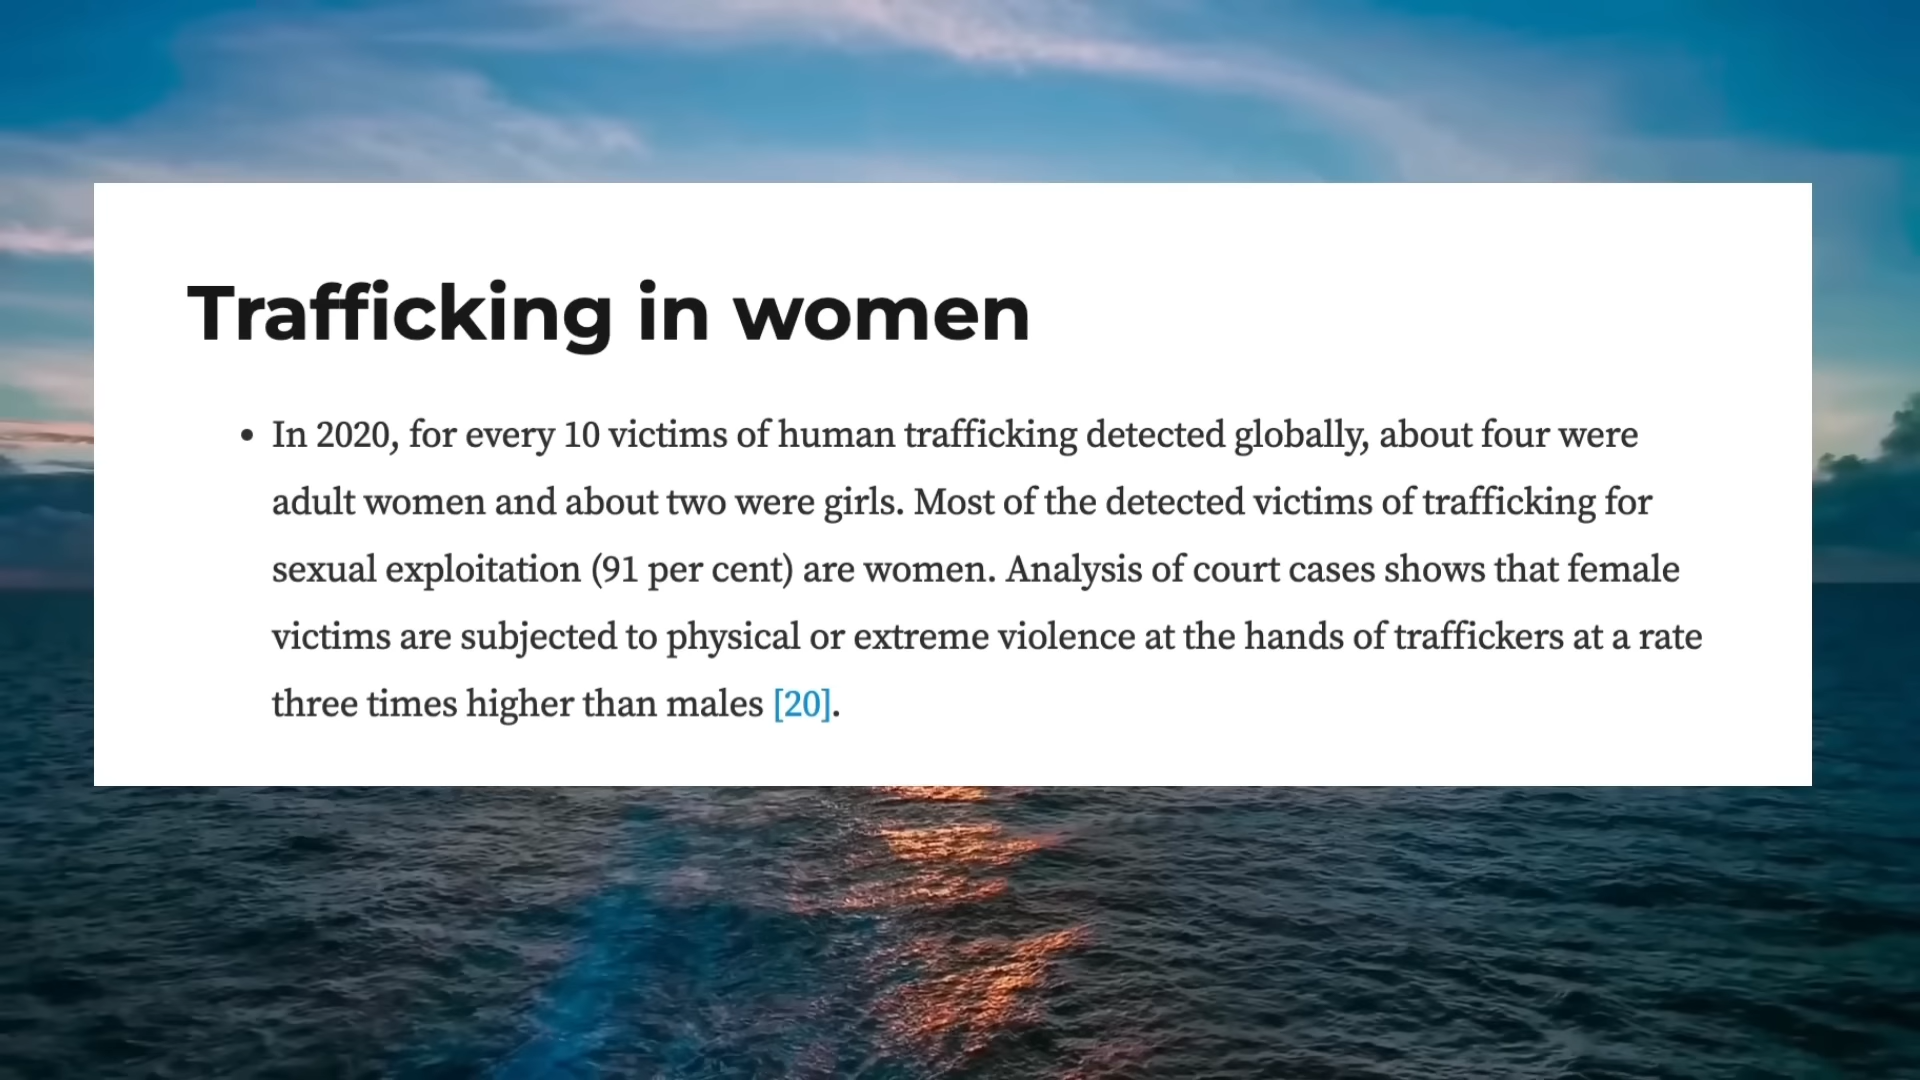 Trafficking in women
• In 2020, for every 10 victims of human trafficking detected globally, about four were
adult women and about two were girls. Most of the detected victims of trafficking for
sexual exploitation (91 per cent) are women. Analysis of court cases shows that female
victims are subjected to physical or extreme violence at the hands of traffickers at a rate
three times higher than males [20].